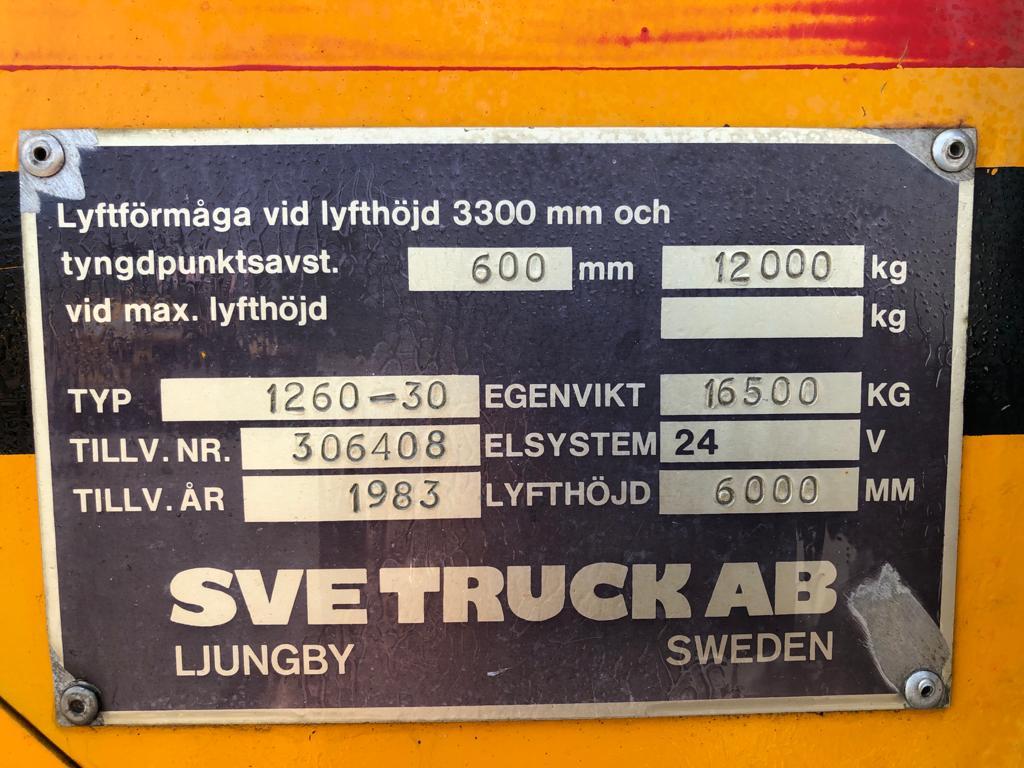 Lyftförmåga vid lyfthöjd 3300 mm och
tyngdpunktsavst. 600 mm 12000 kg
vid max. lyfthöjd kg
TYP 1260-30 EGENVIKT 16500 KG
TILLV. NR. 306408 ELSYSTEM 24 V
TILLV. ÅR 1983 LYFTHÖJD 6000 MM
SVETRUCK AB
LJUNGBY SWEDEN